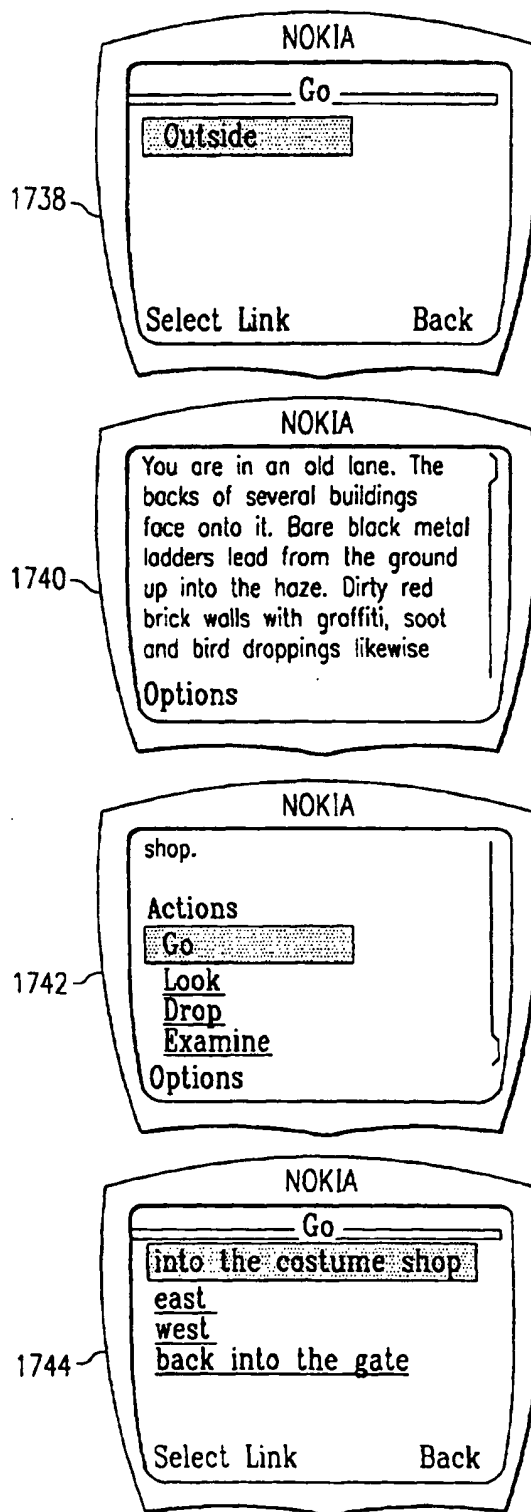 NOKIA
Go
Outside
1738
Select Link Back
NOKIA
You are in an old lane. The
backs of several buildings
face onto it. Bare black metal
ladders lead from the ground
1740
up into the haze. Dirty red
brick walls with graffiti, soot
and bird droppings likewise
Options
NOKIA
shop.
Actions
Go
1742
Look
Drop
Examine
Options
NOKIA
Go
into the costume shop
east
west
1744
back into the gate
Select Link Back